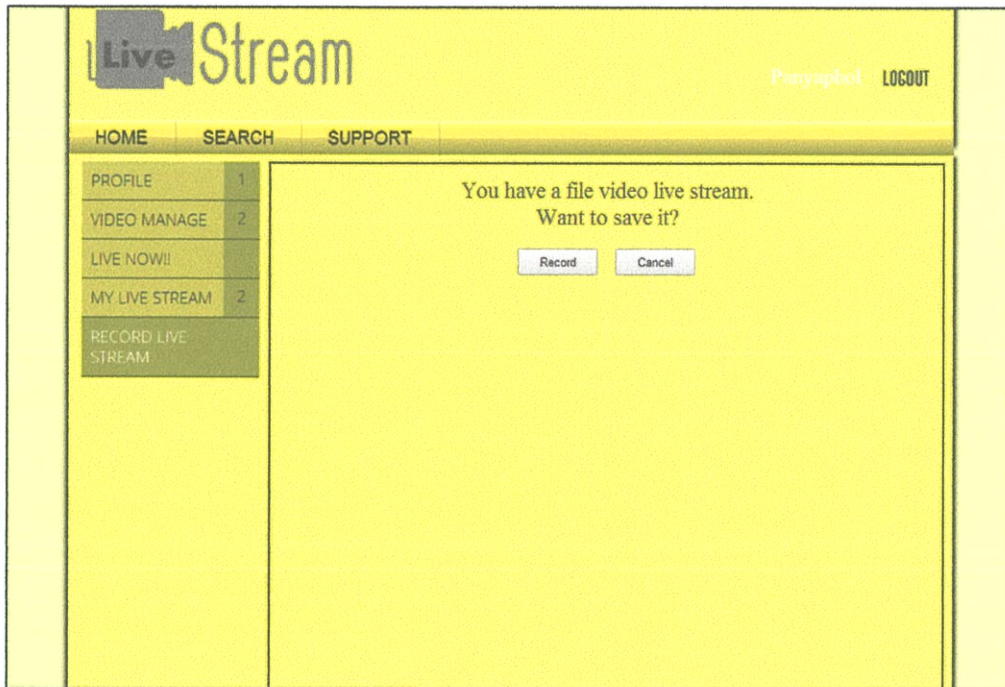 Live Stream
Panyaphol LOGOUT
HOME SEARCH SUPPORT
PROFILE 1
VIDEO MANAGE 2
LIVE NOW!!
MY LIVE STREAM 2
RECORD LIVE
STREAM
You have a file video live stream.
Want to save it?
Record Cancel